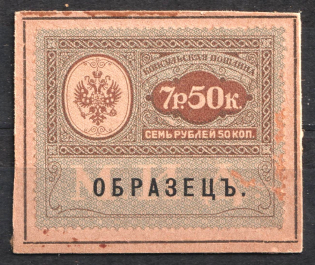 КОНСУЛЬСКАЯ ПОШЛИНА
7Р50К.
СЕМЬ РУБЛЕЙ 50 КОП.
ОБРАЗЕЦЪ.